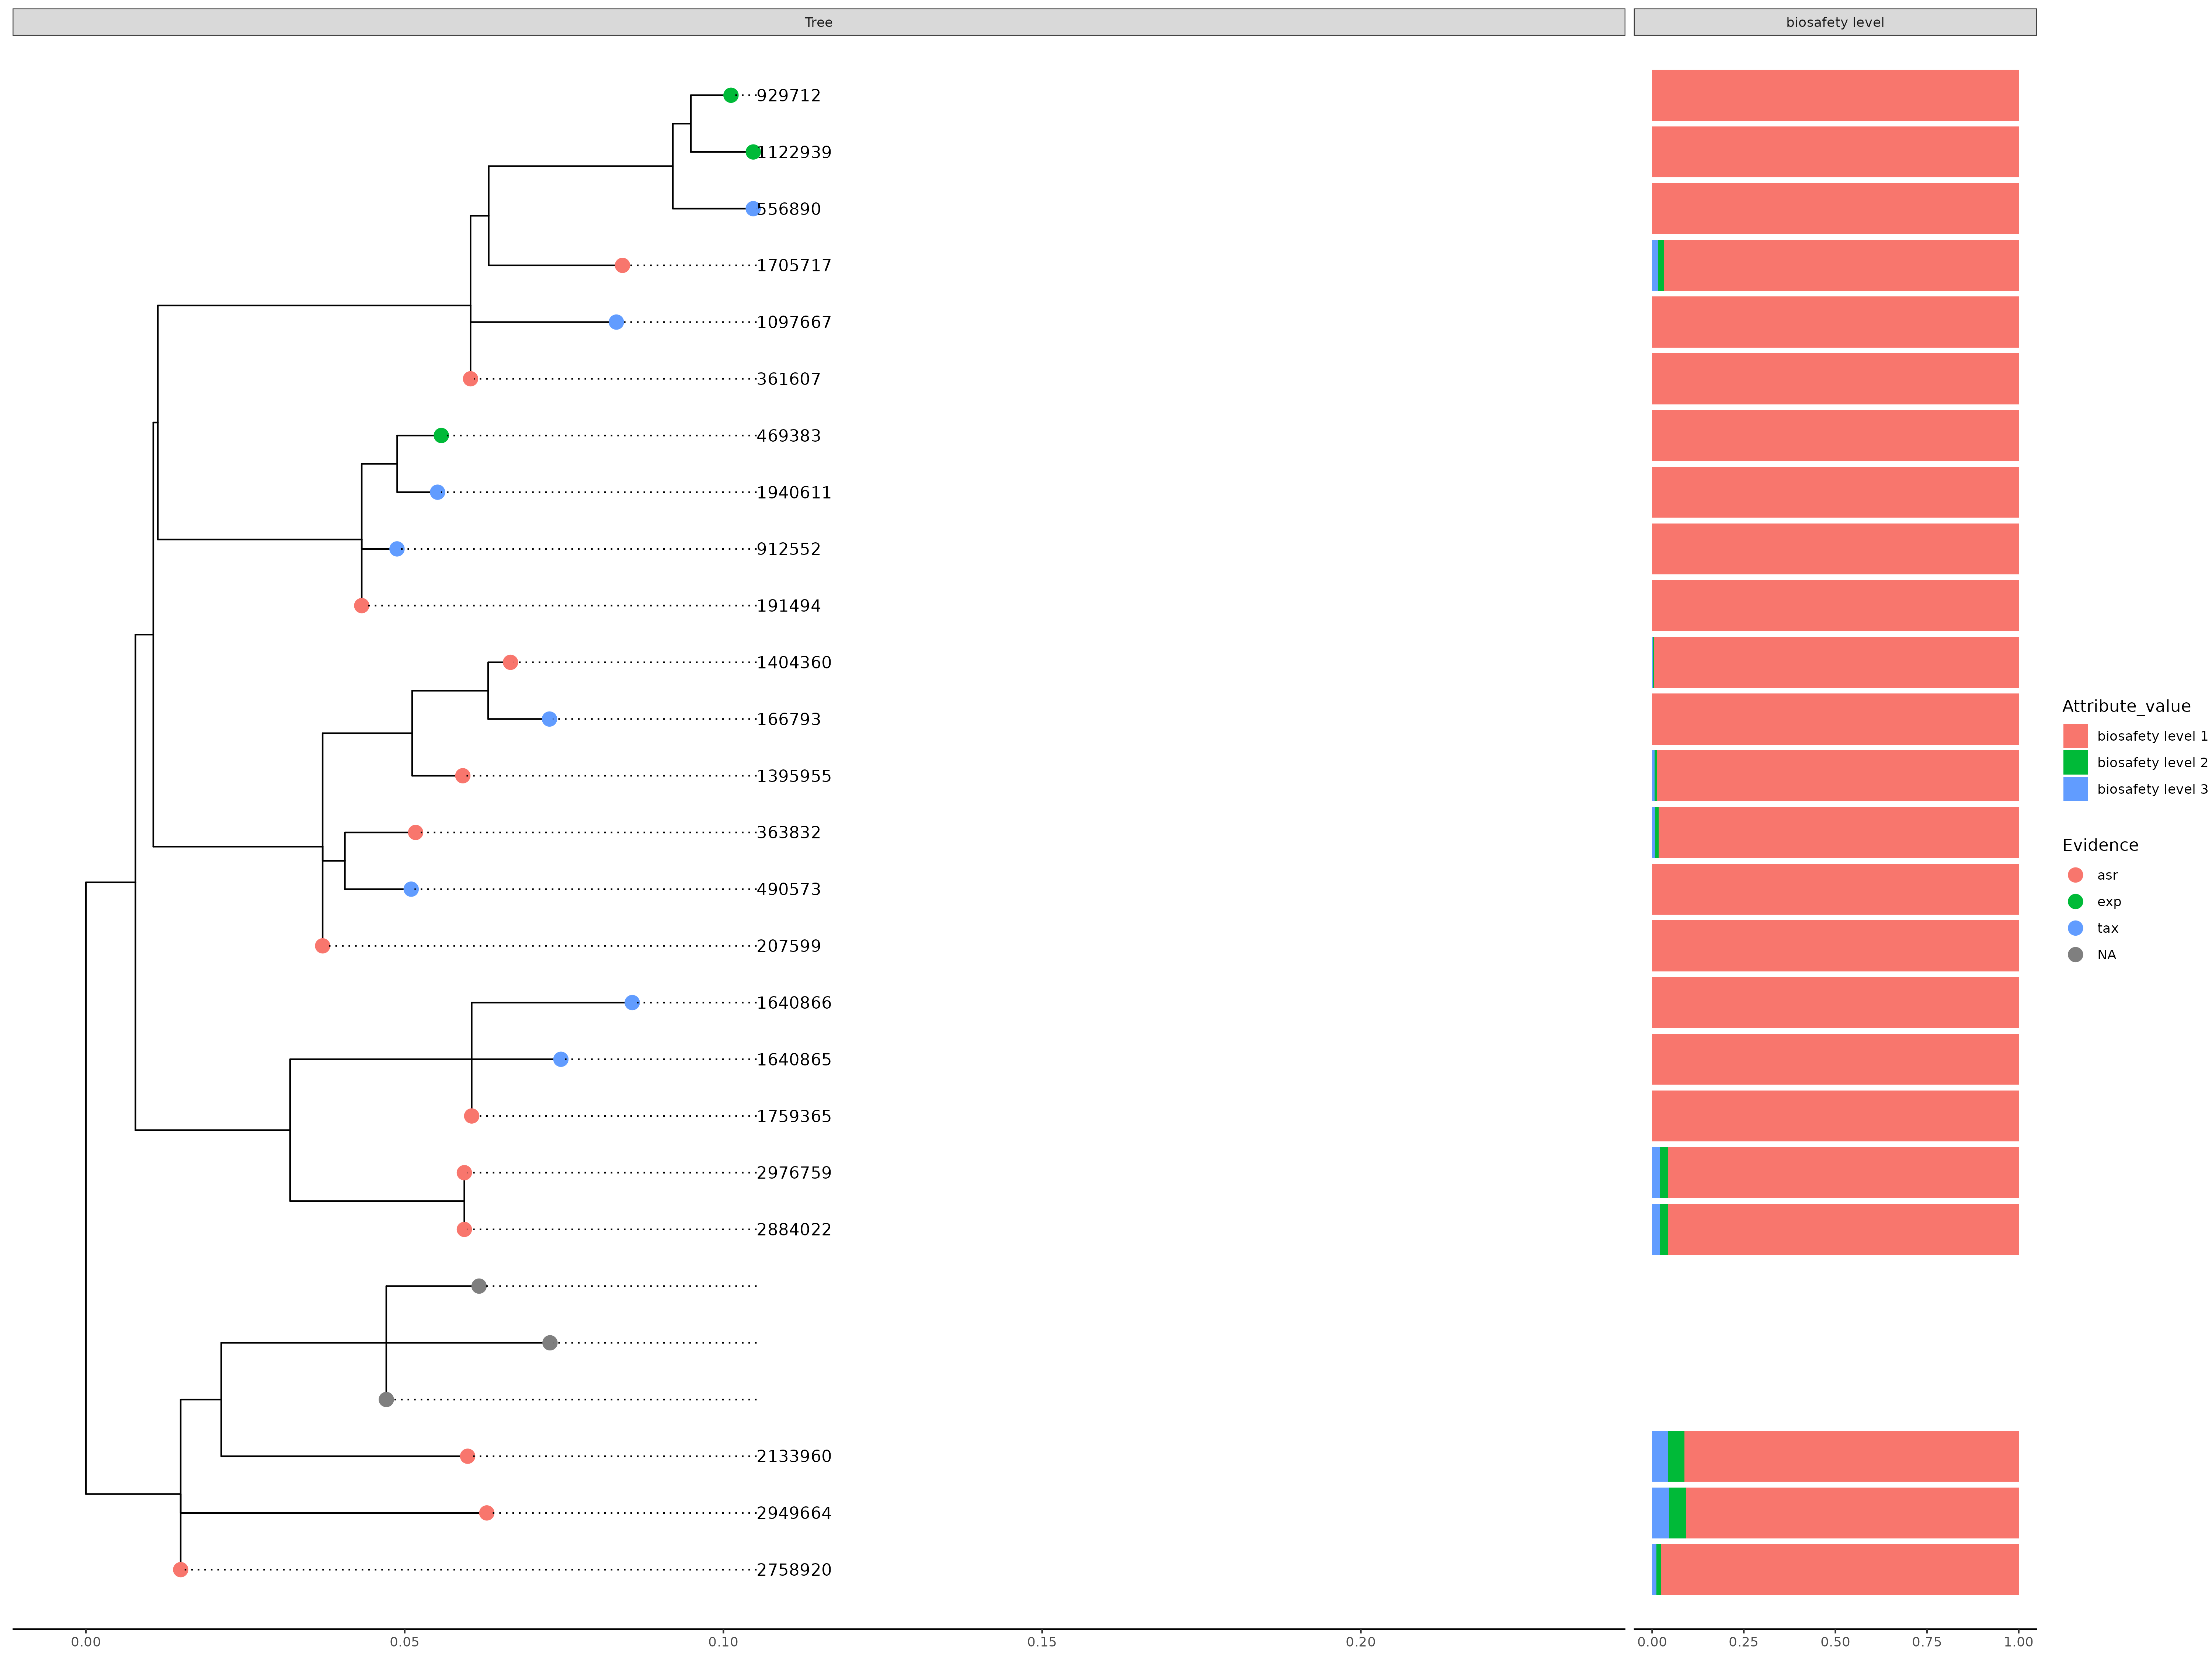 Tree
biosafety level
929712
1122939
556890
1705717
1097667
361607
469383
1940611
912552
191494
1404360
166793
1395955
363832
490573
207599
1640866
1640865
1759365
2976759
2884022
2133960
2949664
2758920
0.00 0.05 0.10 0.15 0.20
0.00 0.25 0.50 0.75 1.00
Attribute_value
biosafety level 1
biosafety level 2
biosafety level 3
Evidence
asr
exp
tax
NA